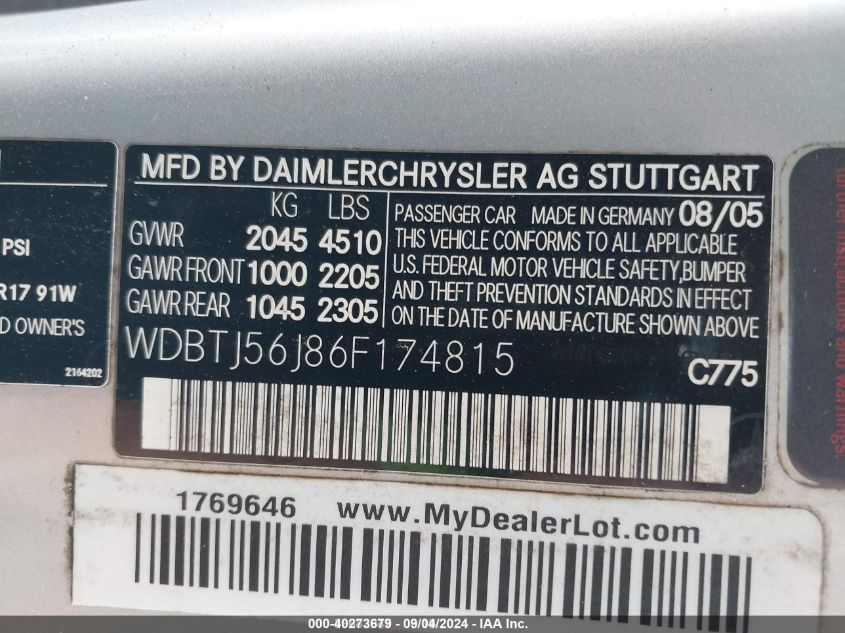 MFD BY DAIMLERCHRYSLER AG STUTTGART
KG LBS
GVWR 2045 4510
GAWR FRONT 1000 2205
GAWR REAR 1045 2305
PASSENGER CAR MADE IN GERMANY 08/05
THIS VEHICLE CONFORMS TO ALL APPLICABLE
U.S. FEDERAL MOTOR VEHICLE SAFETY, BUMPER
AND THEFT PREVENTION STANDARDS IN EFFECT
ON DATE OF MANUFACTURE SHOWN ABOVE.
WDBTJ56J86F174815
C775
PSI
R17 91W
OWNER'S
2164202
instructions and warnings.
1769646 www.MyDealerLot.com
000-40273679 - 09/04/2024 - IAA Inc.